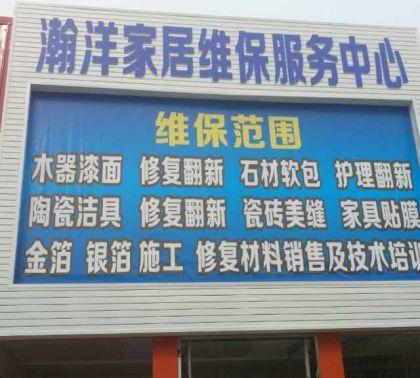 瀚洋家居维保服务中心
维保范围
木器漆面 修复翻新 石材软包 护理翻新
陶瓷洁具 修复翻新 瓷砖美缝 家具贴膜
金箔 银箔 施工 修复材料销售及技术培训